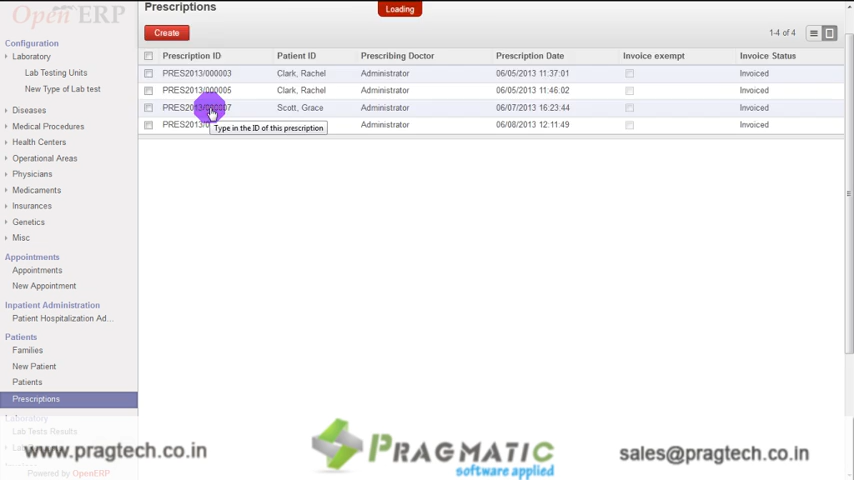 Open ERP
Prescriptions
Loading
Create
1-4 of 4
Configuration
Laboratory
Lab Testing Units
New Type of Lab test
Diseases
Medical Procedures
Health Centers
Operational Areas
Physicians
Medicaments
Insurances
Genetics
Misc
Appointments
Appointments
New Appointment
Inpatient Administration
Patient Hospitalization Ad...
Patients
Families
New Patient
Patients
Prescriptions
Laboratory
Lab Tests Results
Powered by OpenERP
Prescription ID Patient ID Prescribing Doctor Prescription Date Invoice exempt Invoice Status
PRES2013/000003 Clark, Rachel Administrator 06/05/2013 11:37:01 Invoiced
PRES2013/000005 Clark, Rachel Administrator 06/05/2013 11:46:02 Invoiced
PRES2013/000007 Scott, Grace Administrator 06/07/2013 16:23:44 Invoiced
Administrator 06/08/2013 12:11:49 Invoiced
Type in the ID of this prescription
www.pragtech.co.in
PRAGMATIC
software applied
sales@pragtech.co.in